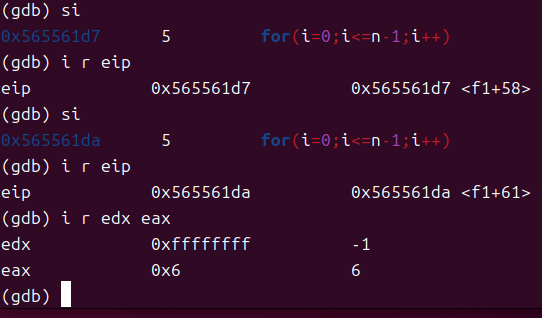 (gdb) si
0x565561d7 5 for(i=0;i<=n-1;i++)
(gdb) i r eip
eip 0x565561d7 0x565561d7 <f1+58>
(gdb) si
0x565561da 5 for(i=0;i<=n-1;i++)
(gdb) i r eip
eip 0x565561da 0x565561da <f1+61>
(gdb) i r edx eax
edx 0xffffffff -1
eax 0x6 6
(gdb)